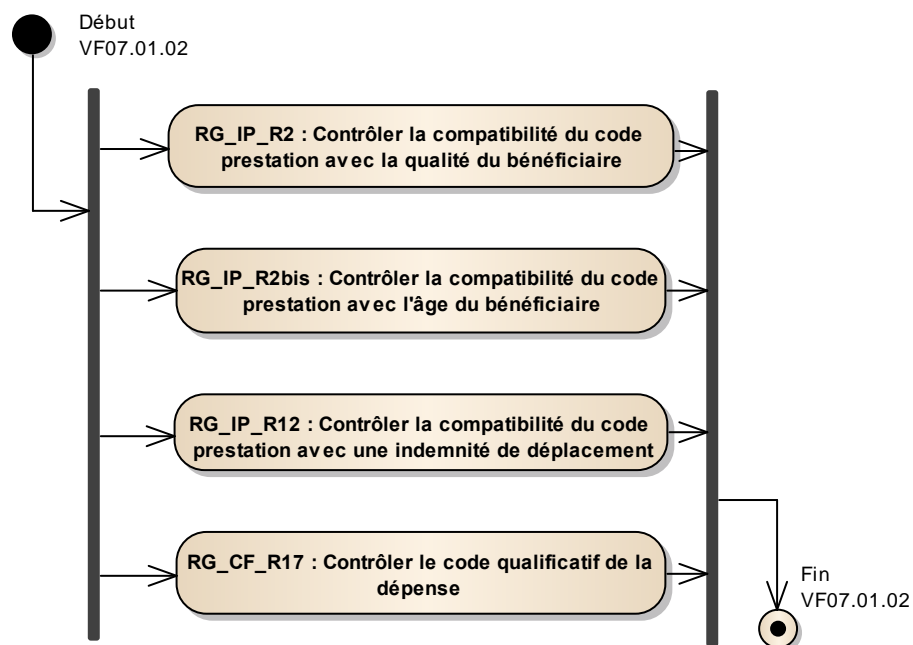 Début
VF07.01.02
RG_IP_R2 : Contrôler la compatibilité du code
prestation avec la qualité du bénéficiaire
RG_IP_R2bis : Contrôler la compatibilité du code
prestation avec l'âge du bénéficiaire
RG_IP_R12 : Contrôler la compatibilité du code
prestation avec une indemnité de déplacement
RG_CF_R17 : Contrôler le code qualificatif de la
dépense
Fin
VF07.01.02